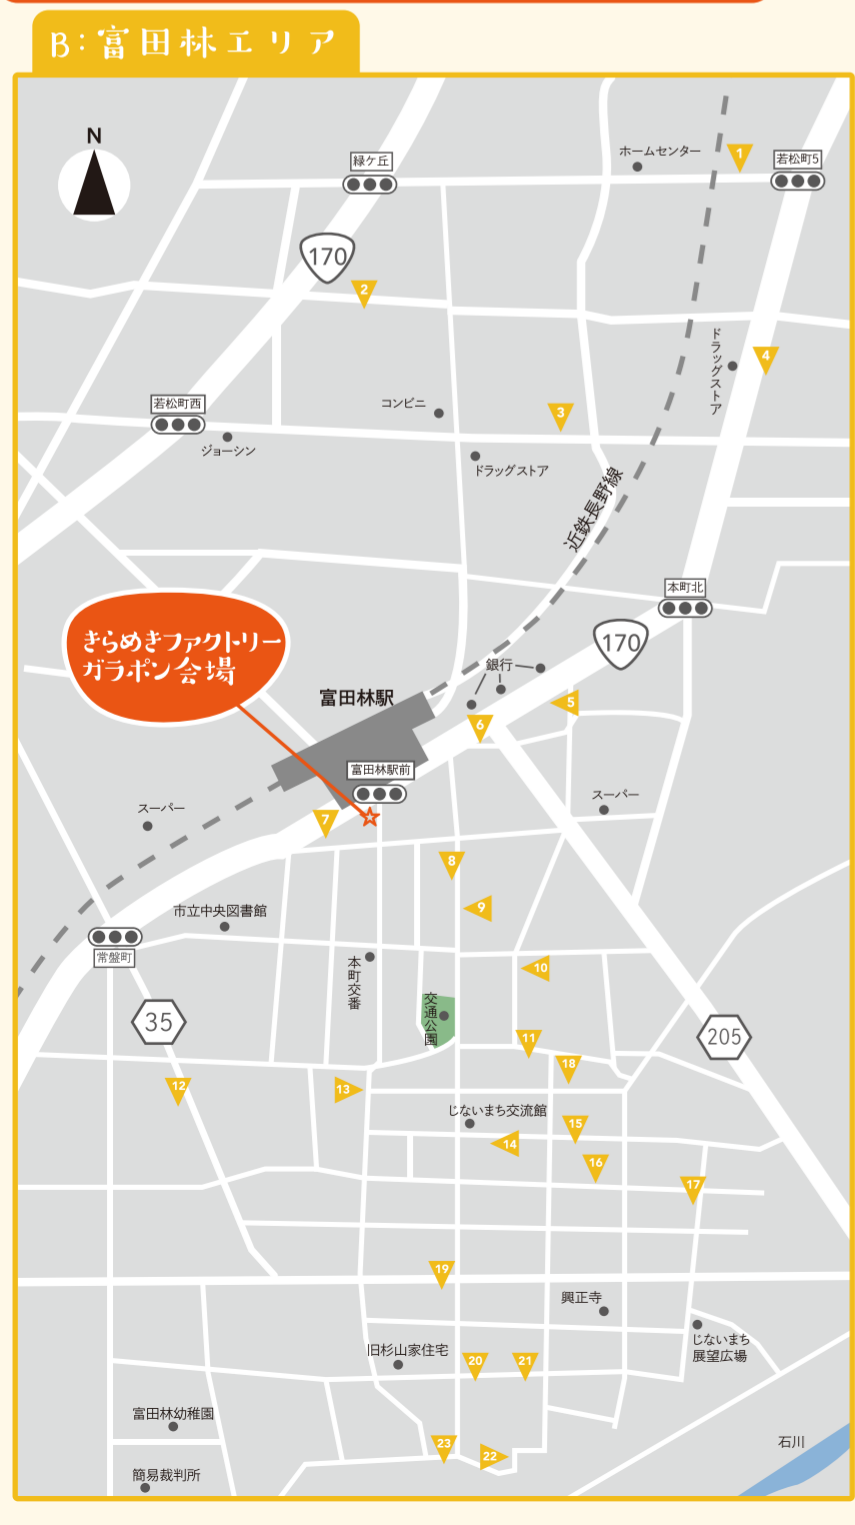 B:富田林エリア
N
緑ケ丘
ホームセンター
1
若松町5
170
2
ドラッグストア
4
若松町西
コンビニ
3
ジョーシン
ドラッグストア
近鉄長野線
本町北
きらめきファクトリー
ガラポン会場
170
銀行
富田林駅
5
6
富田林駅前
スーパー
スーパー
7
8
9
市立中央図書館
常盤町
本町交番
10
交通公園
35
205
11
18
12
13
じないまち交流館
15
14
16
17
19
興正寺
じないまち
展望広場
旧杉山家住宅
20
21
富田林幼稚園
23
22
石川
簡易裁判所